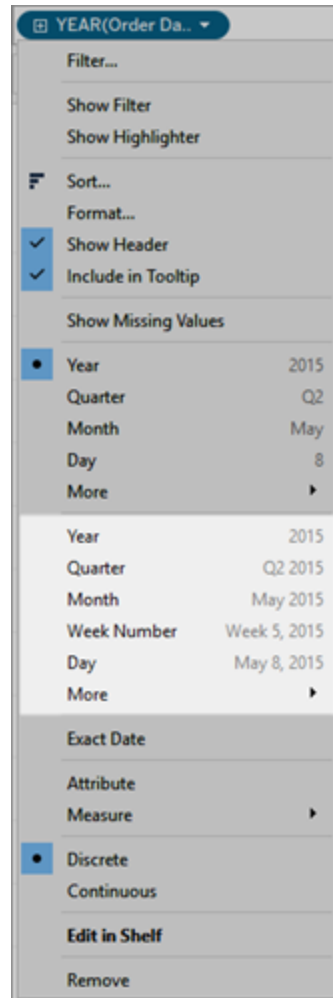 YEAR(Order Da..
Filter...
Show Filter
Show Highlighter
Sort...
Format...
Show Header
Include in Tooltip
Show Missing Values
Year 2015
Quarter Q2
Month May
Day 8
More
Year 2015
Quarter Q2 2015
Month May 2015
Week Number Week 5, 2015
Day May 8, 2015
More
Exact Date
Attribute
Measure
Discrete
Continuous
Edit in Shelf
Remove